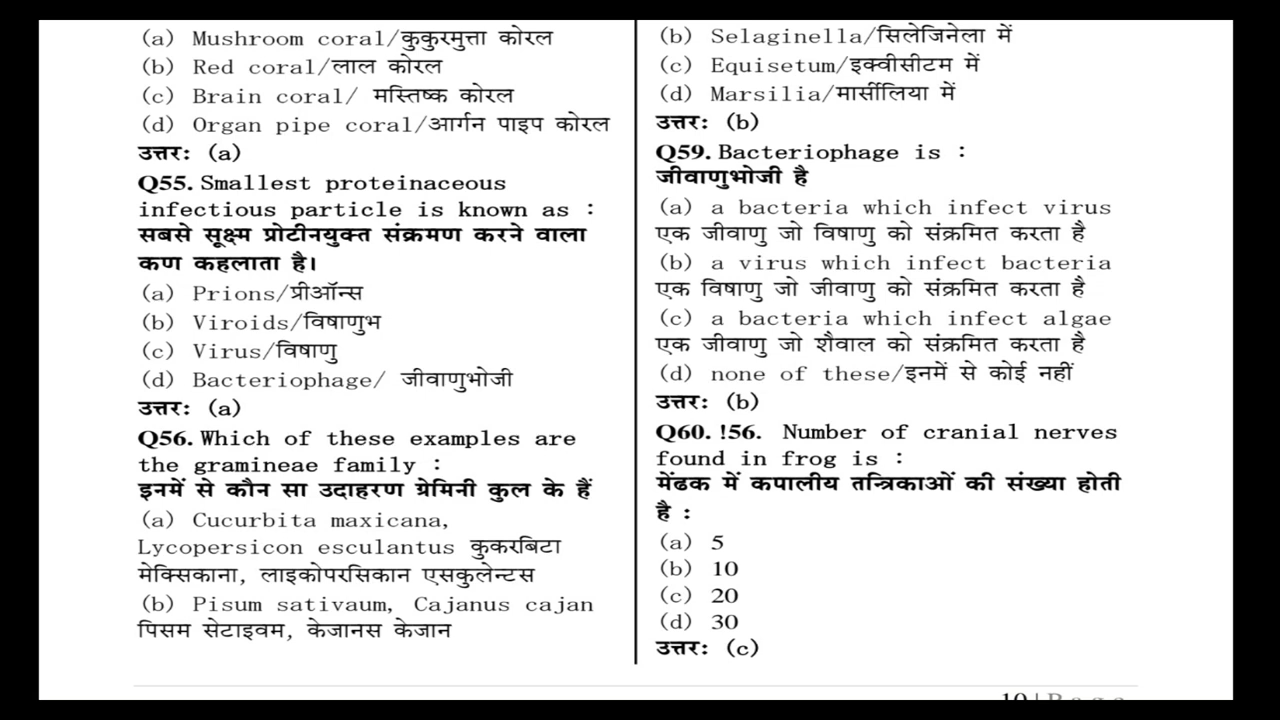 (a) Mushroom coral/कुकुरमुत्ता कोरल
(b) Red coral/लाल कोरल
(c) Brain coral/ मस्तिष्क कोरल
(d) Organ pipe coral/आर्गन पाइप कोरल
उत्तरः (a)
Q55. Smallest proteinaceous
infectious particle is known as :
सबसे सूक्ष्म प्रोटीनयुक्त संक्रमण करने वाला
कण कहलाता है।
(a) Prions/प्रीऑन्स
(b) Viroids/विषाणुभ
(c) Virus/विषाणु
(d) Bacteriophage/ जीवाणुभोजी
उत्तरः (a)
Q56. Which of these examples are
the gramineae family :
इनमें से कौन सा उदाहरण ग्रेमिनी कुल के हैं
(a) Cucurbita maxicana,
Lycopersicon esculantus कुकरबिटा
मेक्सिकाना, लाइकोपरसिकान एसकुलेन्टस
(b) Pisum sativaum, Cajanus cajan
पिसम सेटाइवम, केजानस केजान
(b) Selaginella/सिलेजिनेला में
(c) Equisetum/इक्वीसीटम में
(d) Marsilia/मार्सीलिया में
उत्तरः (b)
Q59. Bacteriophage is :
जीवाणुभोजी है
(a) a bacteria which infect virus
एक जीवाणु जो विषाणु को संक्रमित करता है
(b) a virus which infect bacteria
एक विषाणु जो जीवाणु को संक्रमित करता है
(c) a bacteria which infect algae
एक जीवाणु जो शैवाल को संक्रमित करता है
(d) none of these/इनमें से कोई नहीं
उत्तरः (b)
Q60. !56. Number of cranial nerves
found in frog is :
मेंढक में कपालीय तन्त्रिकाओं की संख्या होती
है :
(a) 5
(b) 10
(c) 20
(d) 30
उत्तरः (c)